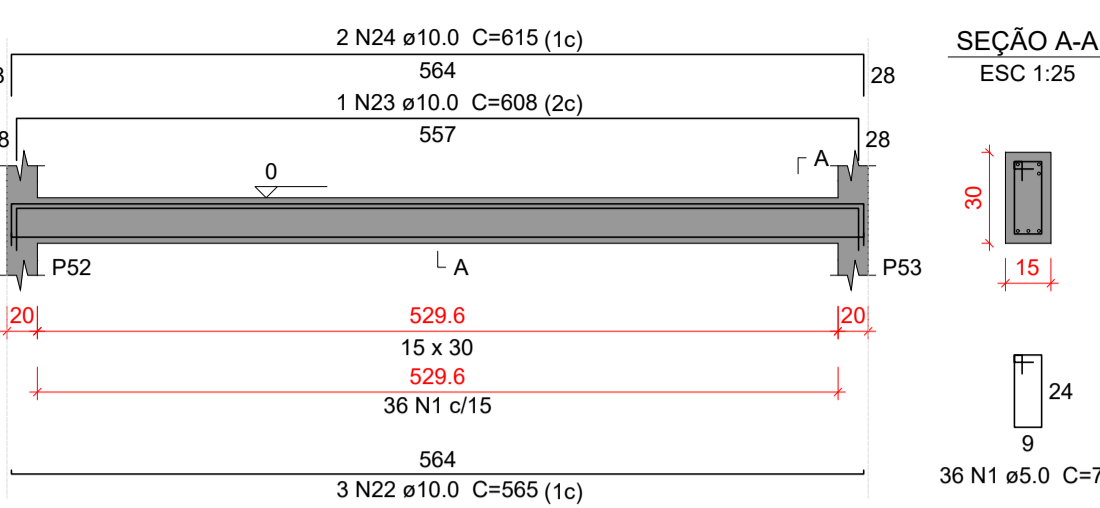 2 N24 ø10.0 C=615 (1c)
564
28
1 N23 ø10.0 C=608 (2c)
557
28
0
A
A
P52
P53
20
529.6
20
15 x 30
529.6
36 N1 c/15
564
3 N22 ø10.0 C=565 (1c)
SEÇÃO A-A
ESC 1:25
30
15
24
9
36 N1 ø5.0 C=7